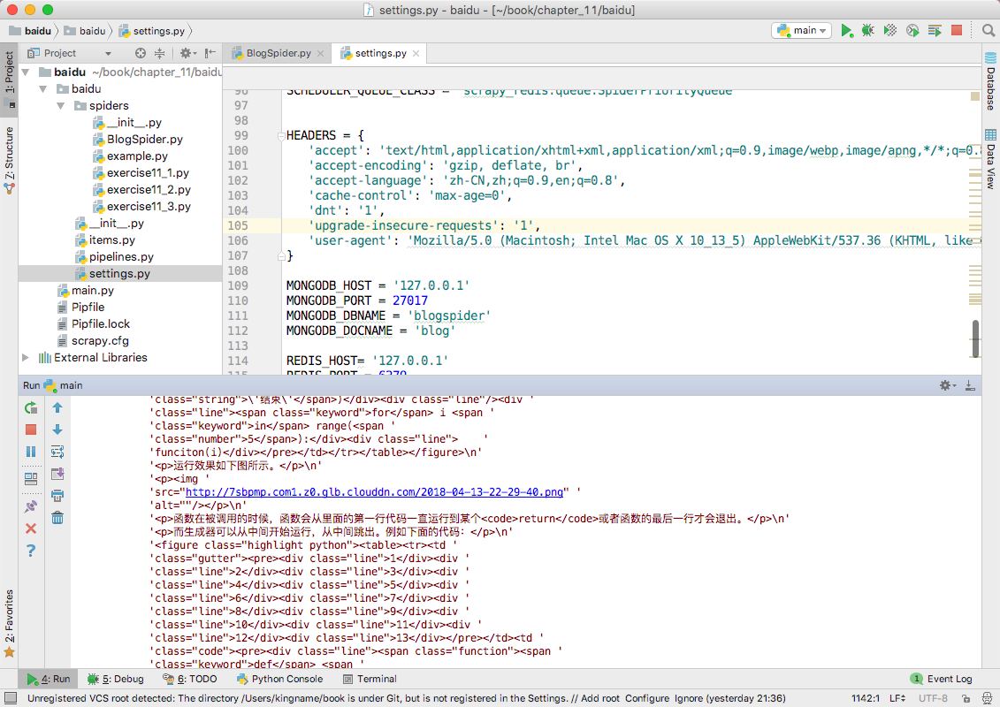 settings.py - baidu - [~/book/chapter_11/baidu]
baidu baidu settings.py main
Project BlogSpider.py settings.py
1: Project
Z: Structure
2: Favorites
Database
Data View
baidu ~/book/chapter_11/baidu
baidu
spiders
__init__.py
BlogSpider.py
example.py
exercise11_1.py
exercise11_2.py
exercise11_3.py
__init__.py
items.py
pipelines.py
settings.py
main.py
Pipfile
Pipfile.lock
scrapy.cfg
External Libraries
96 SCHEDULER_QUEUE_CLASS = 'scrapy_redis.queue.SpiderPriorityQueue'
97
98
99 HEADERS = {
100 'accept': 'text/html,application/xhtml+xml,application/xml;q=0.9,image/webp,image/apng,*/*;q=0.8
101 'accept-encoding': 'gzip, deflate, br',
102 'accept-language': 'zh-CN,zh;q=0.9,en;q=0.8',
103 'cache-control': 'max-age=0',
104 'dnt': '1',
105 'upgrade-insecure-requests': '1',
106 'user-agent': 'Mozilla/5.0 (Macintosh; Intel Mac OS X 10_13_5) AppleWebKit/537.36 (KHTML, like
107 }
108
109 MONGODB_HOST = '127.0.0.1'
110 MONGODB_PORT = 27017
111 MONGODB_DBNAME = 'blogspider'
112 MONGODB_DOCNAME = 'blog'
113
114 REDIS_HOST= '127.0.0.1'
115 REDIS_PORT = 6379
Run main
'class="string">\'结束\'</span>)</div><div class="line"/><div '
'class="line"><span class="keyword">for</span> i <span '
'class="keyword">in</span> range(<span '
'class="number">5</span>):</div><div class="line">    '
'funciton(i)</div></pre></td></tr></table></figure>\n'
'<p>运行效果如下图所示。</p>\n'
'<p><img '
'src="http://7sbpmp.com1.z0.glb.clouddn.com/2018-04-13-22-29-40.png" '
'alt=""/></p>\n'
'<p>函数在被调用的时候，函数会从里面的第一行代码一直运行到某个<code>return</code>或者函数的最后一行才会退出。</p>\n'
'<p>而生成器可以从中间开始运行，从中间跳出。例如下面的代码：</p>\n'
'<figure class="highlight python"><table><tr><td '
'class="gutter"><pre><div class="line">1</div><div '
'class="line">2</div><div class="line">3</div><div '
'class="line">4</div><div class="line">5</div><div '
'class="line">6</div><div class="line">7</div><div '
'class="line">8</div><div class="line">9</div><div '
'class="line">10</div><div class="line">11</div><div '
'class="line">12</div><div class="line">13</div></pre></td><td '
'class="code"><pre><div class="line"><span class="function"><span '
'class="keyword">def</span> <span '
4: Run 5: Debug 6: TODO Python Console Terminal 1 Event Log
Unregistered VCS root detected: The directory /Users/kingname/book is under Git, but is not registered in the Settings. // Add root Configure Ignore (yesterday 21:36) 1142:1 LF UTF-8